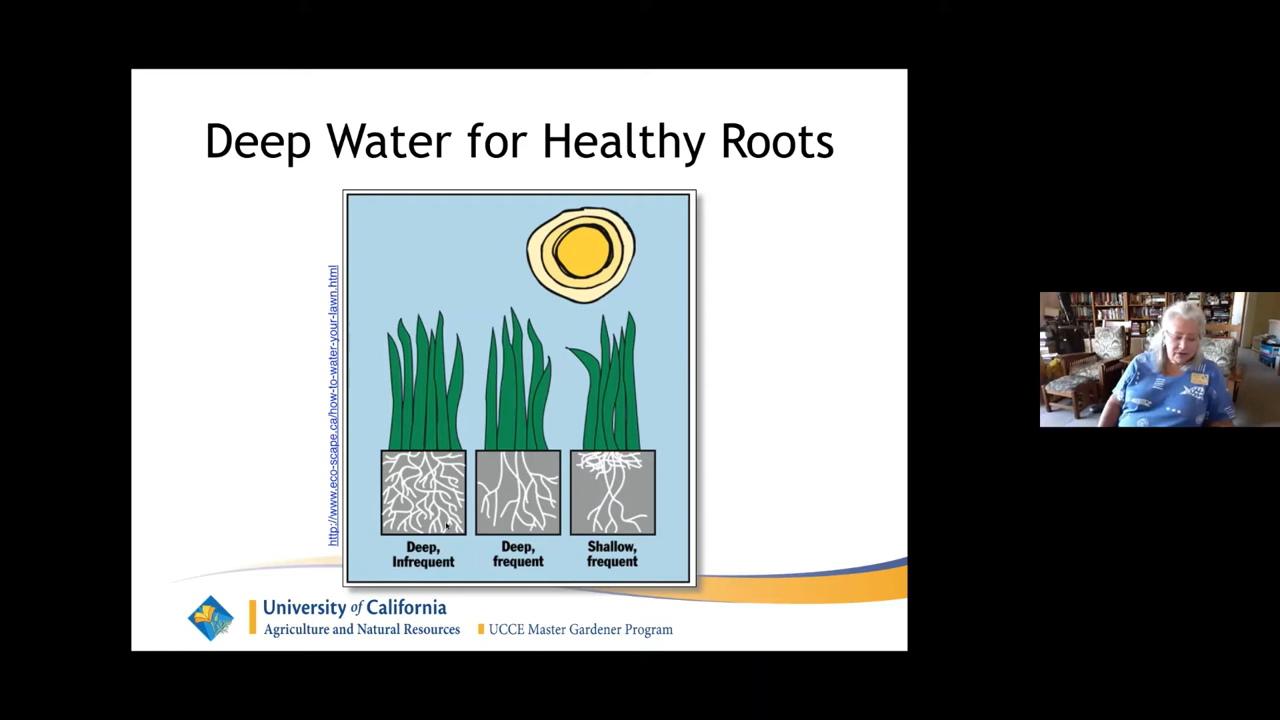 Deep Water for Healthy Roots
http://www.eco-scape.ca/how-to-water-your-lawn.html
Deep,
Infrequent
Deep,
frequent
Shallow,
frequent
University of California
Agriculture and Natural Resources
UCCE Master Gardener Program